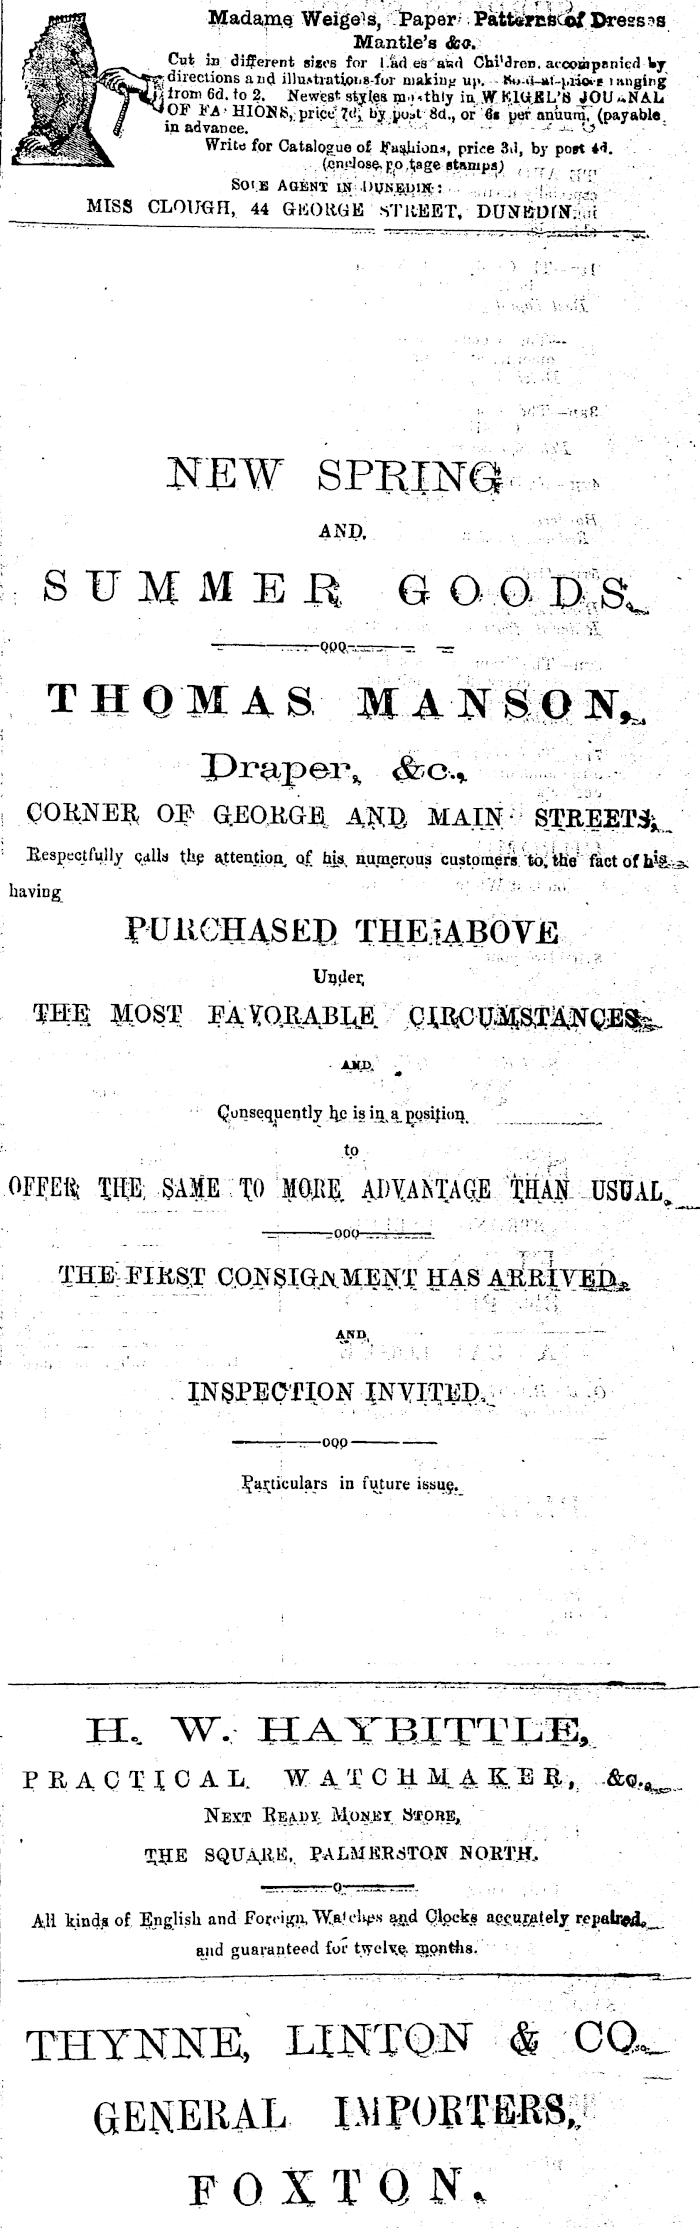 Madame Weigel's, Paper Patterns of Dresses
Mantle's &c.
Cut in different sizes for Ladies and Children, accompanied by
directions and illustrations for making up. Sold at prices ranging
from 6d. to 2. Newest styles monthly in WEIGEL'S JOURNAL
OF FASHIONS, price 7d, by post 8d., or 6s per annum, (payable
in advance.
Write for Catalogue of Fashions, price 3d, by post 4d.
(enclose postage stamps)
SOLE AGENT IN DUNEDIN:
MISS CLOUGH, 44 GEORGE STREET, DUNEDIN.
NEW SPRING
AND
SUMMER GOODS.
ooo
THOMAS MANSON,
Draper, &c.,
CORNER OF GEORGE AND MAIN STREETS,
Respectfully calls the attention of his numerous customers to the fact of his
having
PURCHASED THE ABOVE
Under
THE MOST FAVORABLE CIRCUMSTANCES
AND
Consequently he is in a position
to
OFFER THE SAME TO MORE ADVANTAGE THAN USUAL.
ooo
THE FIRST CONSIGNMENT HAS ARRIVED.
AND
INSPECTION INVITED.
ooo
Particulars in future issue.
H. W. HAYBITTLE,
PRACTICAL WATCHMAKER, &c.,
NEXT READY MONEY STORE,
THE SQUARE, PALMERSTON NORTH.
o
All kinds of English and Foreign Watches and Clocks accurately repaired,
and guaranteed for twelve months.
THYNNE, LINTON & CO.
GENERAL IMPORTERS,
FOXTON.